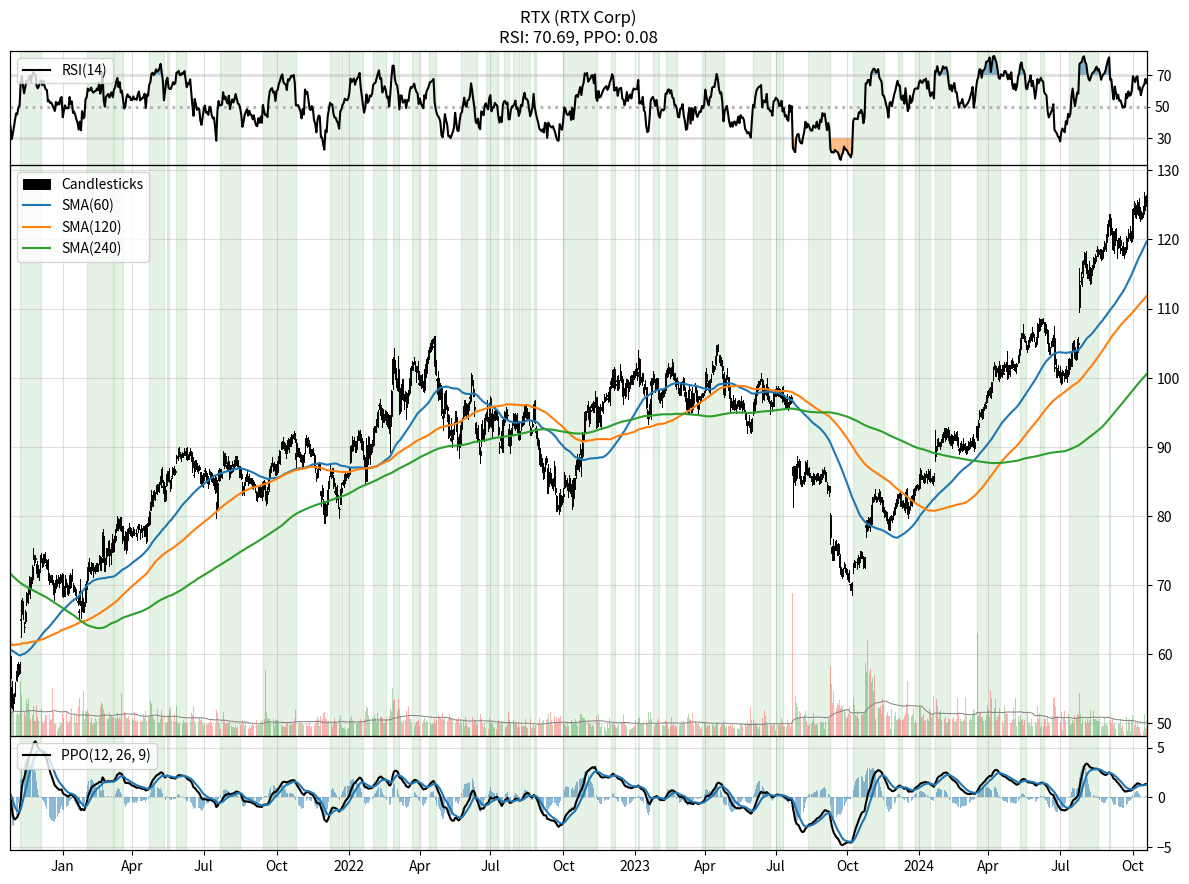 RTX (RTX Corp)
RSI: 70.69, PPO: 0.08
RSI(14)
70
50
30
Candlesticks
SMA(60)
SMA(120)
SMA(240)
130
120
110
100
90
80
70
60
50
PPO(12, 26, 9)
5
0
−5
Jan Apr Jul Oct 2022 Apr Jul Oct 2023 Apr Jul Oct 2024 Apr Jul Oct